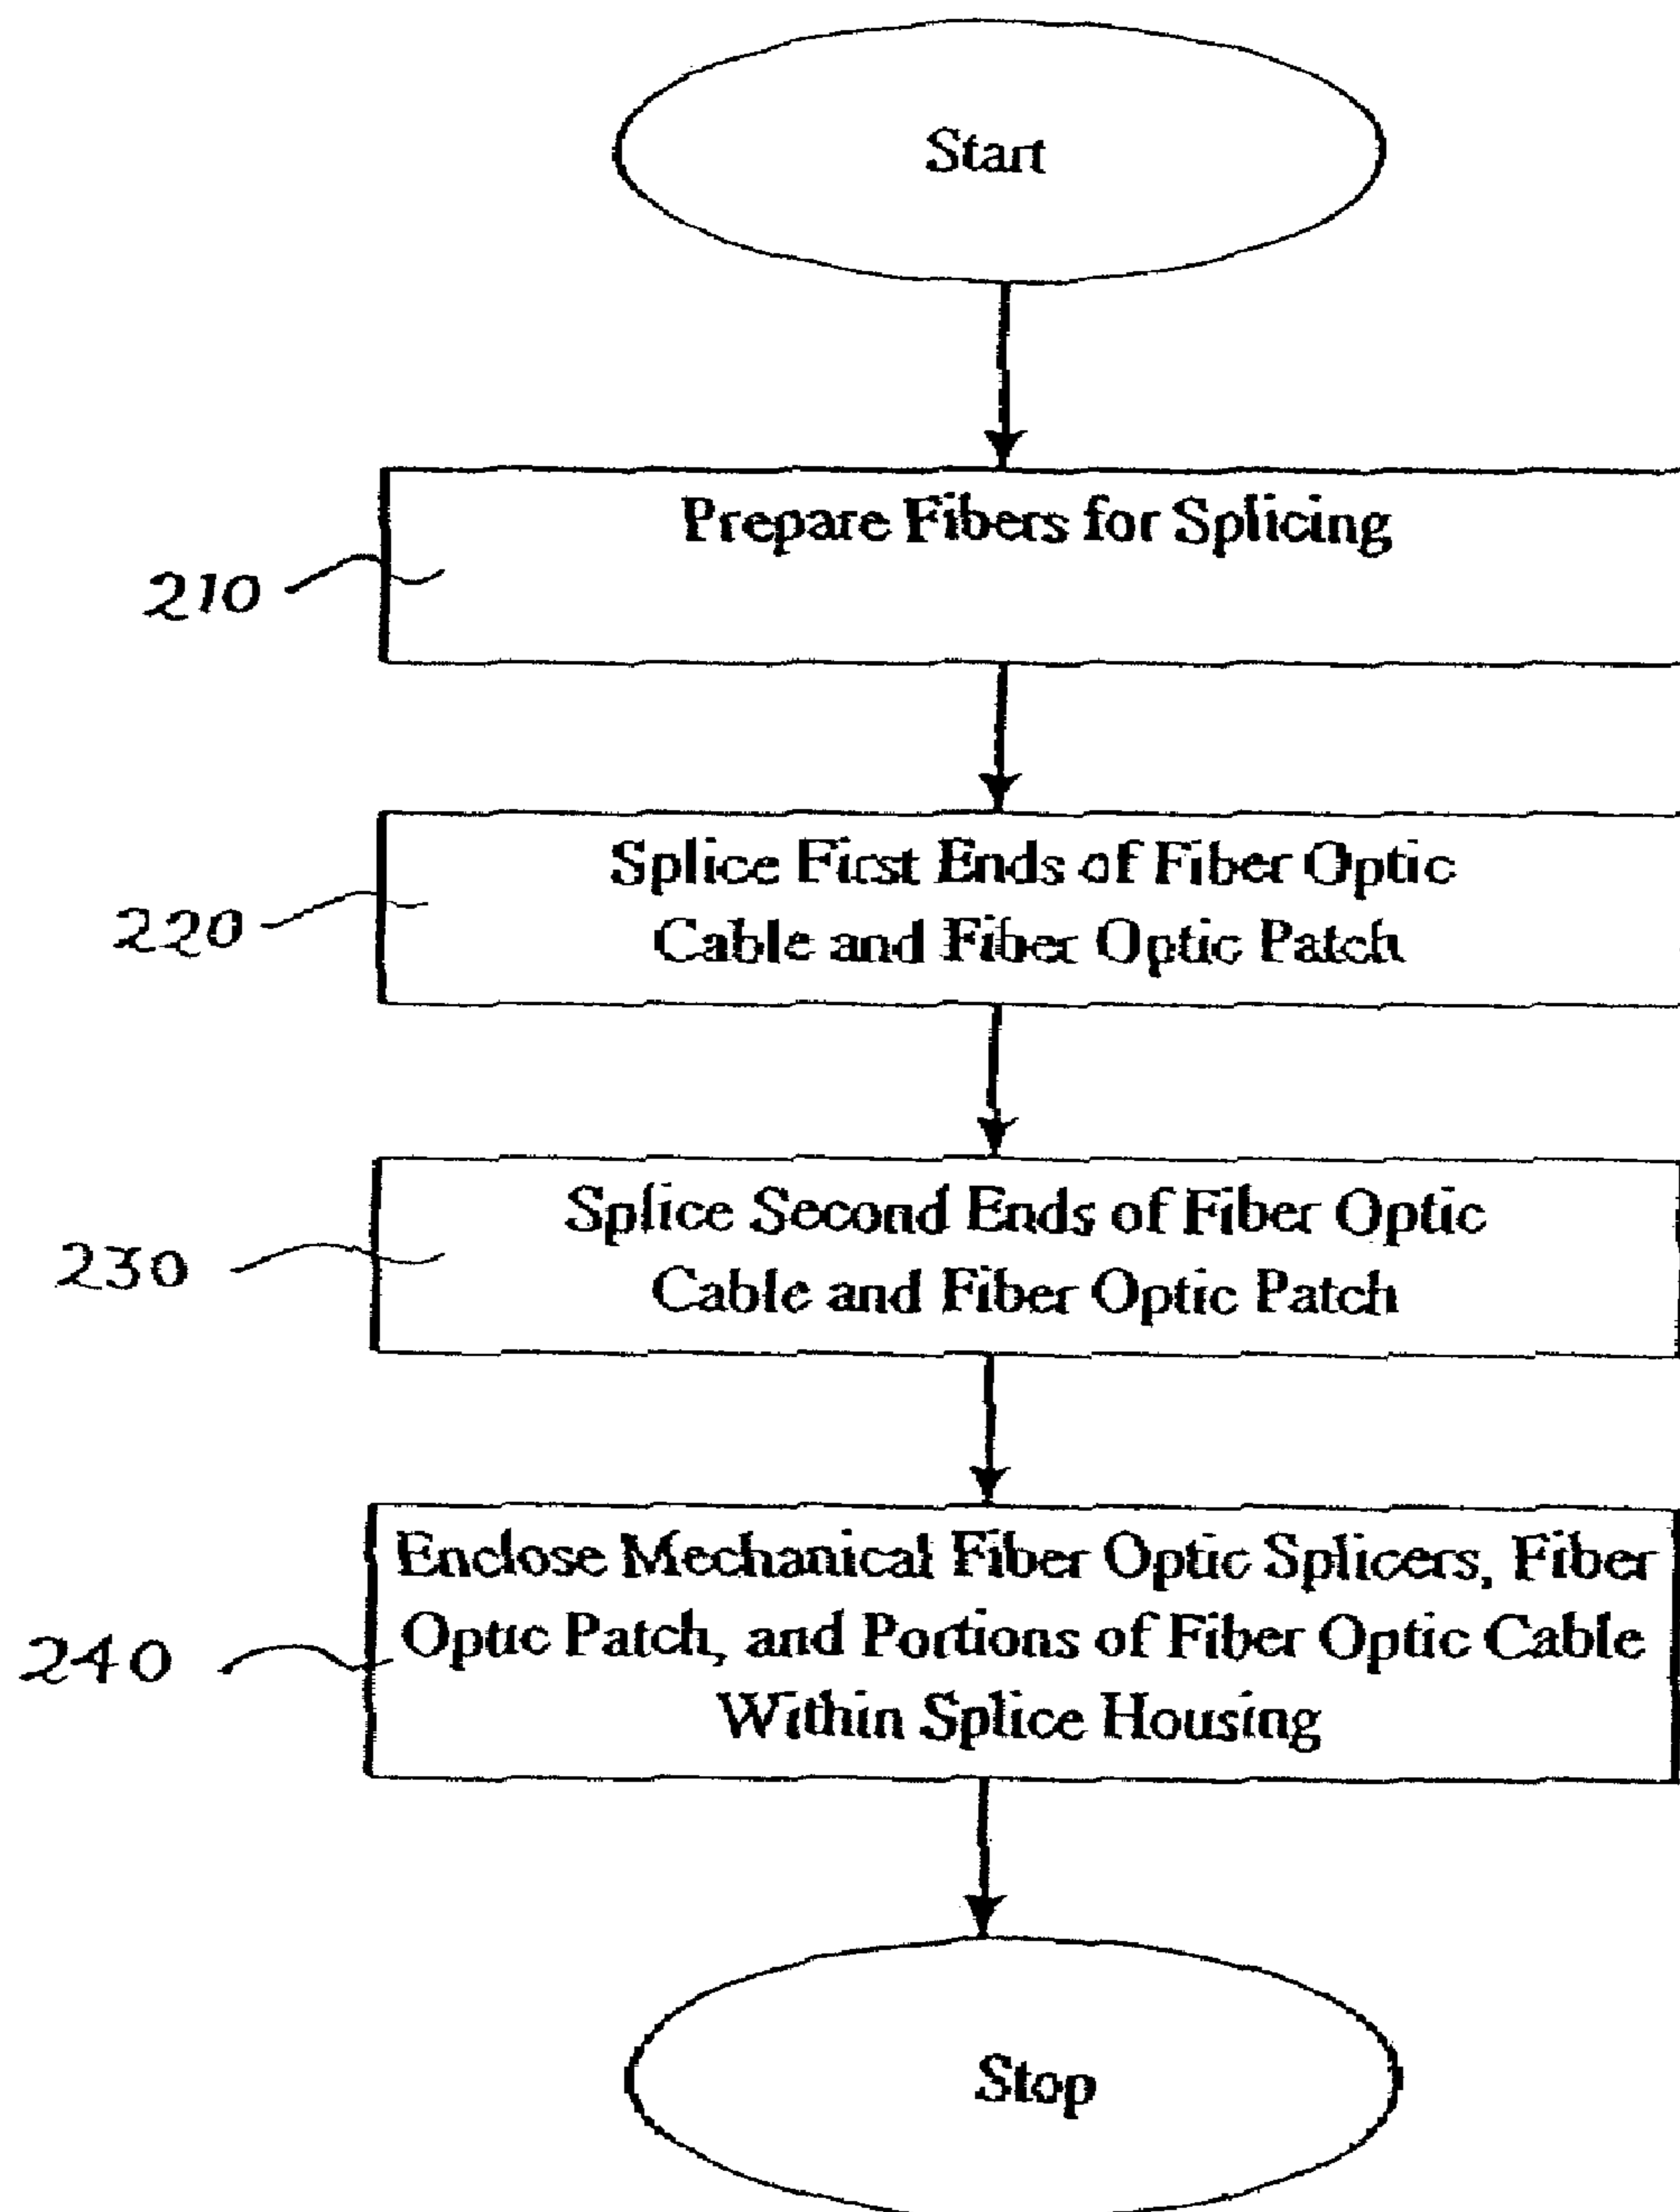 Start
Prepare Fibers for Splicing
210
Splice First Ends of Fiber Optic
Cable and Fiber Optic Patch
220
Splice Second Ends of Fiber Optic
Cable and Fiber Optic Patch
230
Enclose Mechanical Fiber Optic Splicers, Fiber
Optic Patch, and Portions of Fiber Optic Cable
Within Splice Housing
240
Stop